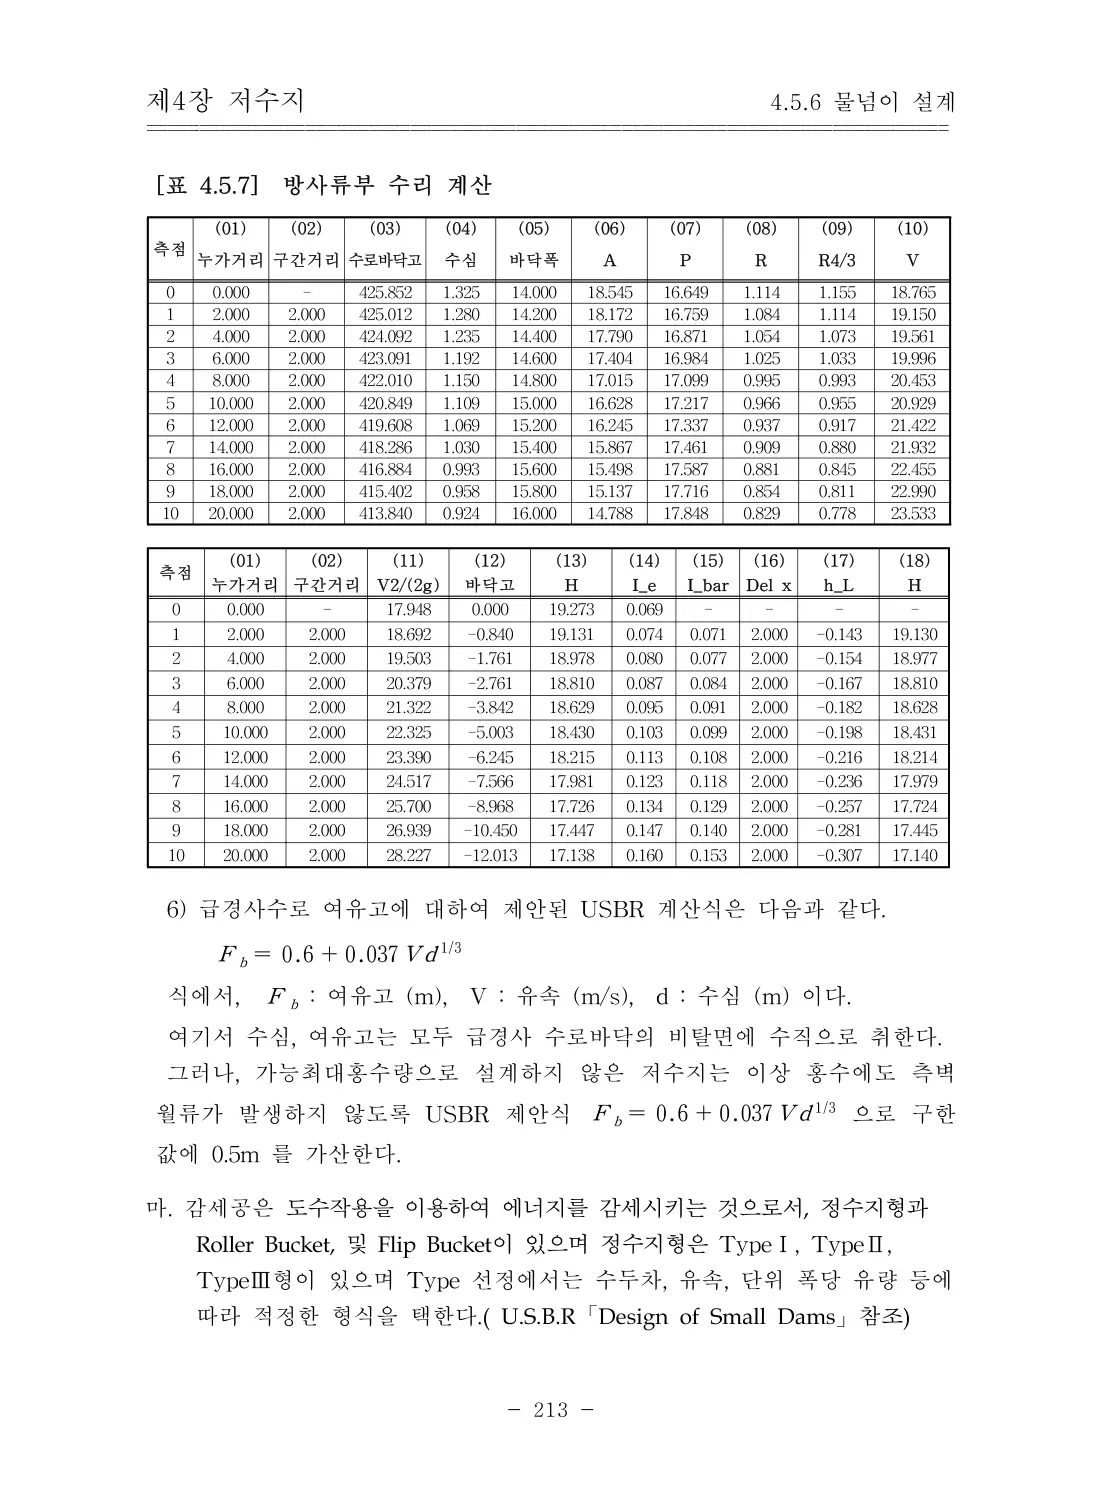 제4장 저수지 4.5.6 물넘이 설계
[표 4.5.7] 방사류부 수리 계산
측점 (01) (02) (03) (04) (05) (06) (07) (08) (09) (10)
누가거리 구간거리 수로바닥고 수심 바닥폭 A P R R4/3 V
0 0.000 - 425.852 1.325 14.000 18.545 16.649 1.114 1.155 18.765
1 2.000 2.000 425.012 1.280 14.200 18.172 16.759 1.084 1.114 19.150
2 4.000 2.000 424.092 1.235 14.400 17.790 16.871 1.054 1.073 19.561
3 6.000 2.000 423.091 1.192 14.600 17.404 16.984 1.025 1.033 19.996
4 8.000 2.000 422.010 1.150 14.800 17.015 17.099 0.995 0.993 20.453
5 10.000 2.000 420.849 1.109 15.000 16.628 17.217 0.966 0.955 20.929
6 12.000 2.000 419.608 1.069 15.200 16.245 17.337 0.937 0.917 21.422
7 14.000 2.000 418.286 1.030 15.400 15.867 17.461 0.909 0.880 21.932
8 16.000 2.000 416.884 0.993 15.600 15.498 17.587 0.881 0.845 22.455
9 18.000 2.000 415.402 0.958 15.800 15.137 17.716 0.854 0.811 22.990
10 20.000 2.000 413.840 0.924 16.000 14.788 17.848 0.829 0.778 23.533
측점 (01) (02) (11) (12) (13) (14) (15) (16) (17) (18)
누가거리 구간거리 V2/(2g) 바닥고 H I_e I_bar Del x h_L H
0 0.000 - 17.948 0.000 19.273 0.069 - - - -
1 2.000 2.000 18.692 -0.840 19.131 0.074 0.071 2.000 -0.143 19.130
2 4.000 2.000 19.503 -1.761 18.978 0.080 0.077 2.000 -0.154 18.977
3 6.000 2.000 20.379 -2.761 18.810 0.087 0.084 2.000 -0.167 18.810
4 8.000 2.000 21.322 -3.842 18.629 0.095 0.091 2.000 -0.182 18.628
5 10.000 2.000 22.325 -5.003 18.430 0.103 0.099 2.000 -0.198 18.431
6 12.000 2.000 23.390 -6.245 18.215 0.113 0.108 2.000 -0.216 18.214
7 14.000 2.000 24.517 -7.566 17.981 0.123 0.118 2.000 -0.236 17.979
8 16.000 2.000 25.700 -8.968 17.726 0.134 0.129 2.000 -0.257 17.724
9 18.000 2.000 26.939 -10.450 17.447 0.147 0.140 2.000 -0.281 17.445
10 20.000 2.000 28.227 -12.013 17.138 0.160 0.153 2.000 -0.307 17.140
6) 급경사수로 여유고에 대하여 제안된 USBR 계산식은 다음과 같다.
F_b = 0.6 + 0.037 Vd^{1/3}
식에서, F_b : 여유고 (m), V : 유속 (m/s), d : 수심 (m) 이다.
여기서 수심, 여유고는 모두 급경사 수로바닥의 비탈면에 수직으로 취한다.
그러나, 가능최대홍수량으로 설계하지 않은 저수지는 이상 홍수에도 측벽
월류가 발생하지 않도록 USBR 제안식 F_b = 0.6 + 0.037 Vd^{1/3} 으로 구한
값에 0.5m 를 가산한다.
마. 감세공은 도수작용을 이용하여 에너지를 감세시키는 것으로서, 정수지형과
Roller Bucket, 및 Flip Bucket이 있으며 정수지형은 TypeⅠ, TypeⅡ,
TypeⅢ형이 있으며 Type 선정에서는 수두차, 유속, 단위 폭당 유량 등에
따라 적정한 형식을 택한다.( U.S.B.R「Design of Small Dams」참조)
- 213 -